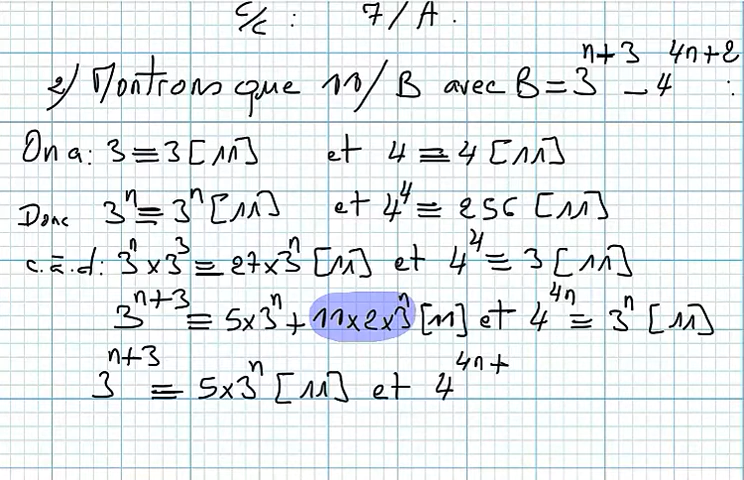 c/c : 7/A.
2) Montrons que 11/B avec B = 3^{n+3} - 4^{4n+2} :
On a : 3 ≡ 3 [11] et 4 ≡ 4 [11]
Donc 3^n ≡ 3^n [11] et 4^4 ≡ 256 [11]
c.à.d : 3^n × 3^3 ≡ 27 × 3^n [11] et 4^4 ≡ 3 [11]
3^{n+3} ≡ 5 × 3^n + 11 × 2 × 3^n [11] et 4^{4n} ≡ 3^n [11]
3^{n+3} ≡ 5 × 3^n [11] et 4^{4n+